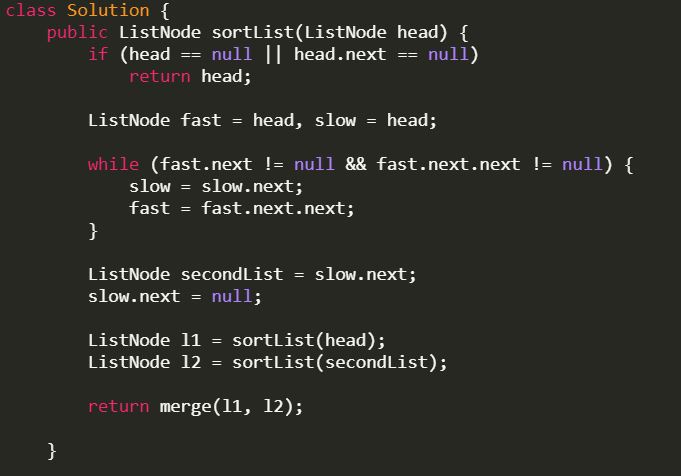 class Solution {
    public ListNode sortList(ListNode head) {
        if (head == null || head.next == null)
            return head;

        ListNode fast = head, slow = head;

        while (fast.next != null && fast.next.next != null) {
            slow = slow.next;
            fast = fast.next.next;
        }

        ListNode secondList = slow.next;
        slow.next = null;

        ListNode l1 = sortList(head);
        ListNode l2 = sortList(secondList);

        return merge(l1, l2);

    }